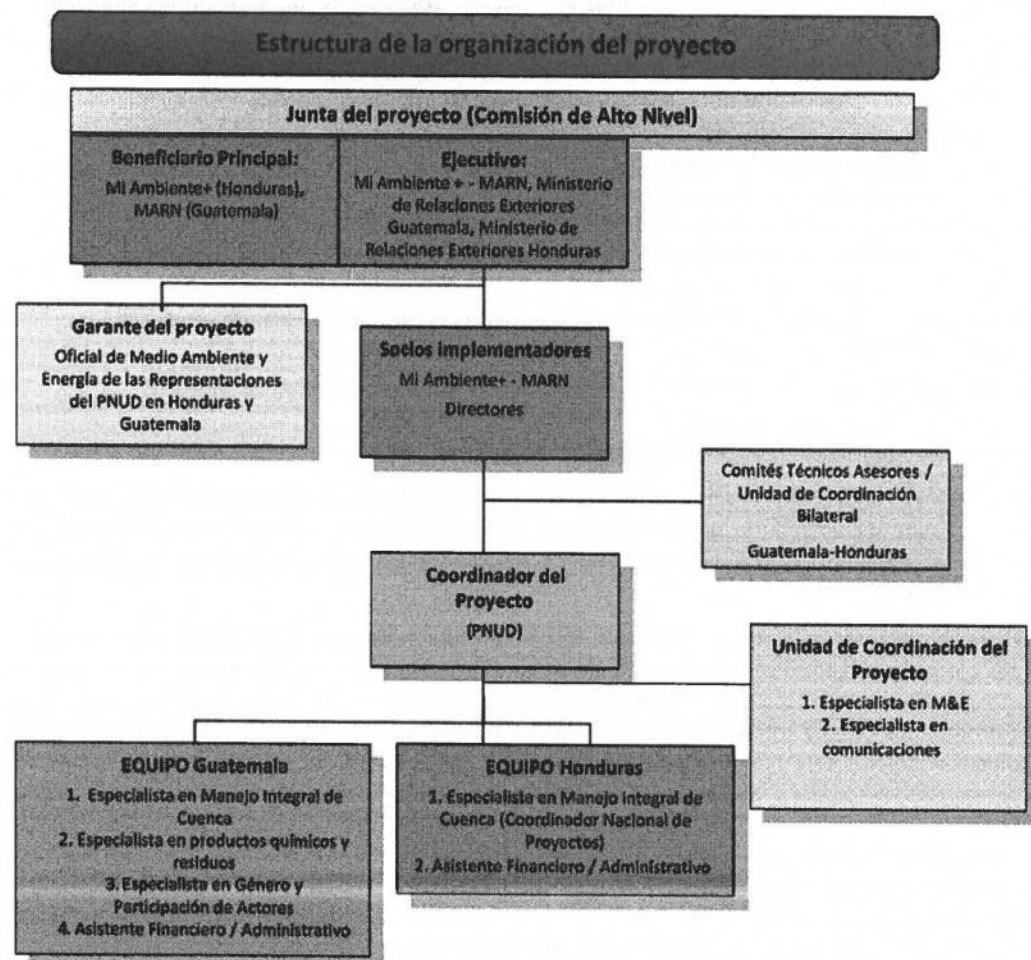 Estructura de la organización del proyecto
Junta del proyecto (Comisión de Alto Nivel)
Beneficiario Principal:
Mi Ambiente+ (Honduras),
MARN (Guatemala)
Ejecutivo:
Mi Ambiente + - MARN, Ministerio
de Relaciones Exteriores
Guatemala, Ministerio de
Relaciones Exteriores Honduras
Garante del proyecto
Oficial de Medio Ambiente y
Energía de las Representaciones
del PNUD en Honduras y
Guatemala
Socios implementadores
Mi Ambiente+ - MARN
Directores
Comités Técnicos Asesores /
Unidad de Coordinación
Bilateral
Guatemala-Honduras
Coordinador del
Proyecto
(PNUD)
Unidad de Coordinación del
Proyecto
1. Especialista en M&E
2. Especialista en
comunicaciones
EQUIPO Guatemala
1. Especialista en Manejo Integral de
Cuenca
2. Especialista en productos químicos y
residuos
3. Especialista en Género y
Participación de Actores
4. Asistente Financiero / Administrativo
EQUIPO Honduras
1. Especialista en Manejo integral de
Cuenca (Coordinador Nacional de
Proyectos)
2. Asistente Financiero / Administrativo